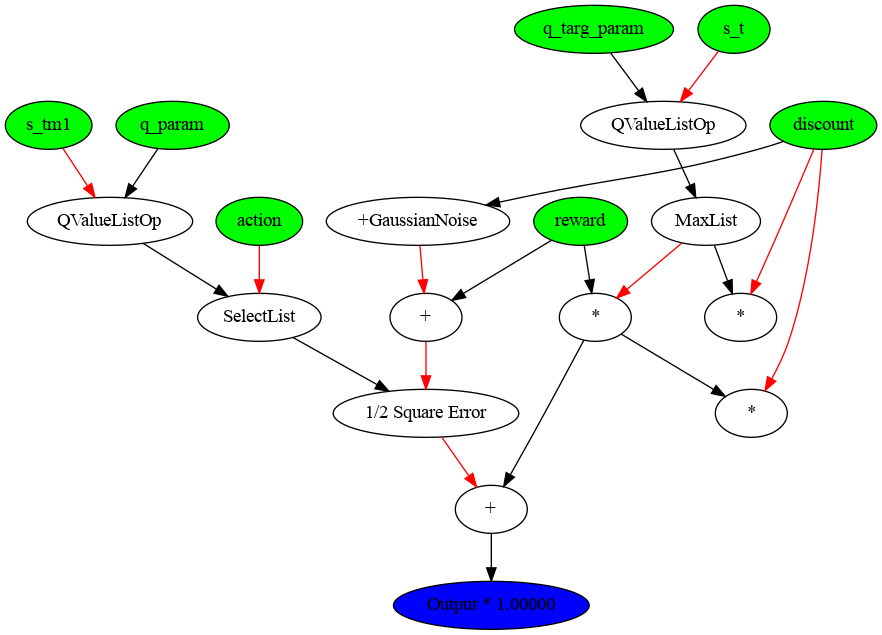 q_targ_param
s_t
s_tm1
q_param
QValueListOp
discount
QValueListOp
action
+GaussianNoise
reward
MaxList
SelectList
+
*
*
1/2 Square Error
*
+
Output * 1.00000